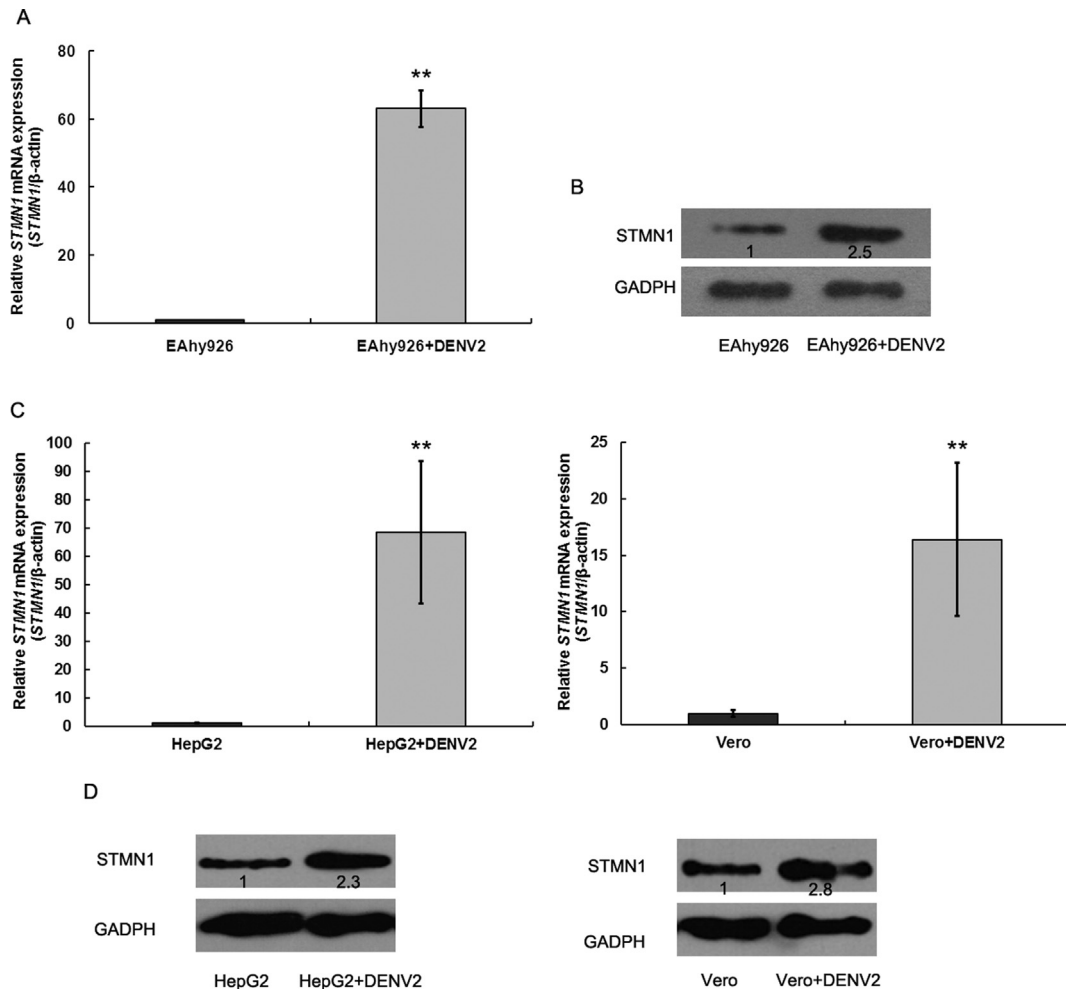 A
Relative STMN1 mRNA expression
(STMN1/β-actin)
80
60
40
20
0
**
EAhy926
EAhy926+DENV2
B
STMN1
1
2.5
GADPH
EAhy926
EAhy926+DENV2
C
Relative STMN1 mRNA expression
(STMN1/β-actin)
100
90
80
70
60
50
40
30
20
10
0
**
HepG2
HepG2+DENV2
Relative STMN1 mRNA expression
(STMN1/β-actin)
25
20
15
10
5
0
**
Vero
Vero+DENV2
D
STMN1
1
2.3
GADPH
HepG2
HepG2+DENV2
STMN1
1
2.8
GADPH
Vero
Vero+DENV2